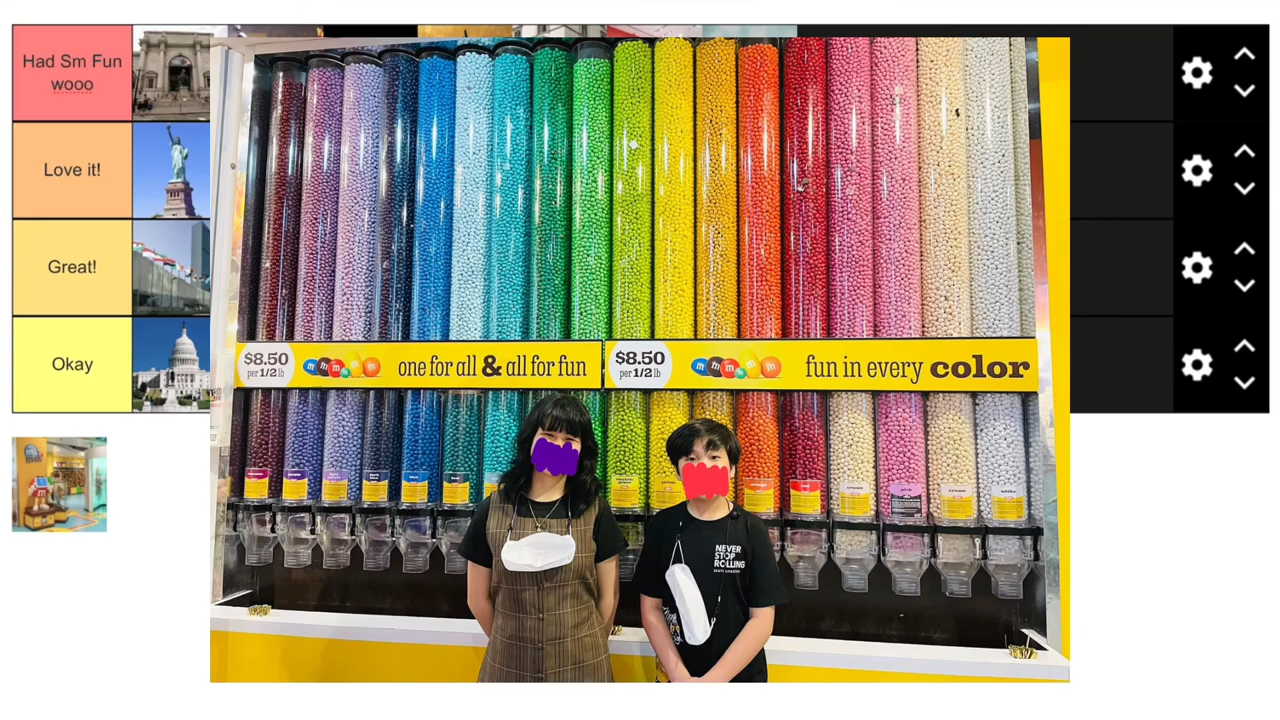 Had Sm Fun
wooo
Love it!
Great!
Okay
$8.50
per 1/2 lb
m m m m m
one for all & all for fun
$8.50
per 1/2 lb
m m m m m
fun in every color
white
NEVER
STOP
ROLLING